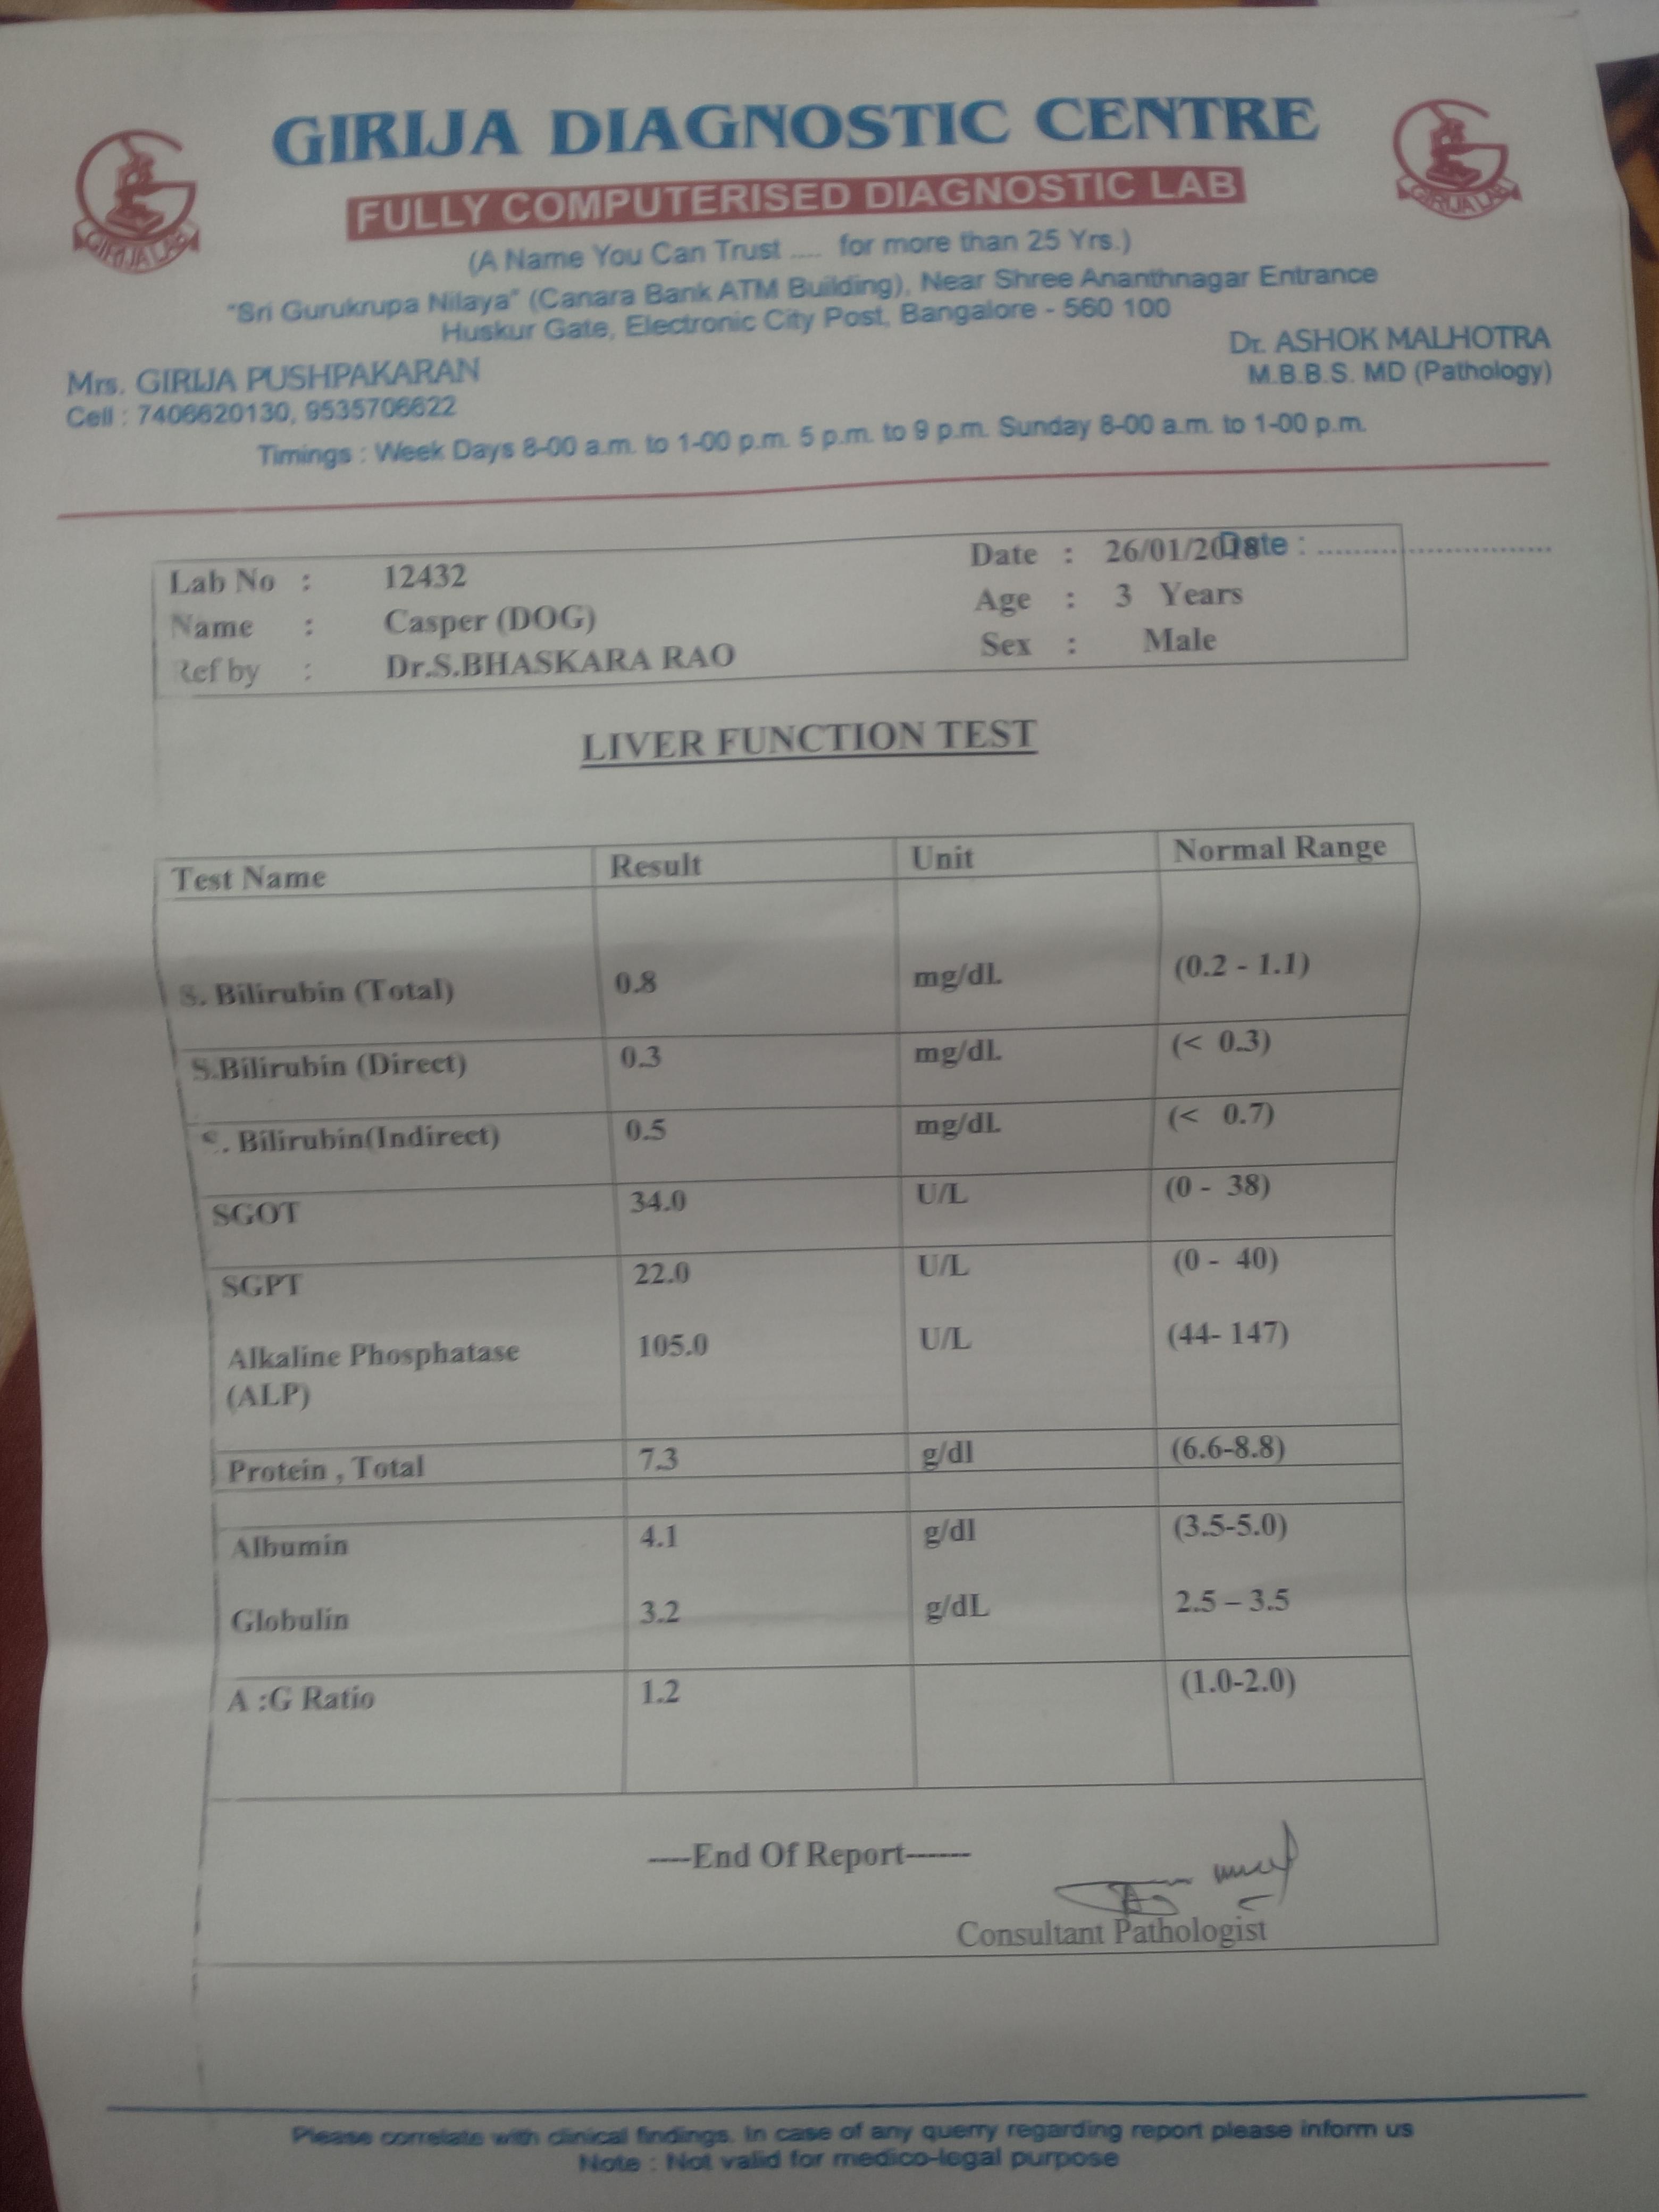 GIRIJA DIAGNOSTIC CENTRE
GIRIJA LAB
GIRIJA LAB
FULLY COMPUTERISED DIAGNOSTIC LAB
(A Name You Can Trust .... for more than 25 Yrs.)
"Sri Gurukrupa Nilaya" (Canara Bank ATM Building), Near Shree Ananthnagar Entrance
Huskur Gate, Electronic City Post, Bangalore - 560 100
Mrs. GIRIJA PUSHPAKARAN
Cell : 7406620130, 9535706622
Dr. ASHOK MALHOTRA
M.B.B.S. MD (Pathology)
Timings : Week Days 8-00 a.m. to 1-00 p.m. 5 p.m. to 9 p.m. Sunday 8-00 a.m. to 1-00 p.m.
Lab No : 12432 Date : 26/01/2018 Date : ..............................
Name : Casper (DOG) Age : 3 Years
Ref by : Dr.S.BHASKARA RAO Sex : Male
LIVER FUNCTION TEST
Test Name Result Unit Normal Range
S. Bilirubin (Total) 0.8 mg/dL (0.2 - 1.1)
S.Bilirubin (Direct) 0.3 mg/dL (< 0.3)
S. Bilirubin(Indirect) 0.5 mg/dL (< 0.7)
SGOT 34.0 U/L (0 - 38)
SGPT 22.0 U/L (0 - 40)
Alkaline Phosphatase 105.0 U/L (44- 147)
(ALP)
Protein , Total 7.3 g/dl (6.6-8.8)
Albumin 4.1 g/dl (3.5-5.0)
Globulin 3.2 g/dL 2.5 – 3.5
A :G Ratio 1.2 (1.0-2.0)
----End Of Report------
Consultant Pathologist
Please correlate with clinical findings. In case of any querry regarding report please inform us
Note : Not valid for medico-legal purpose